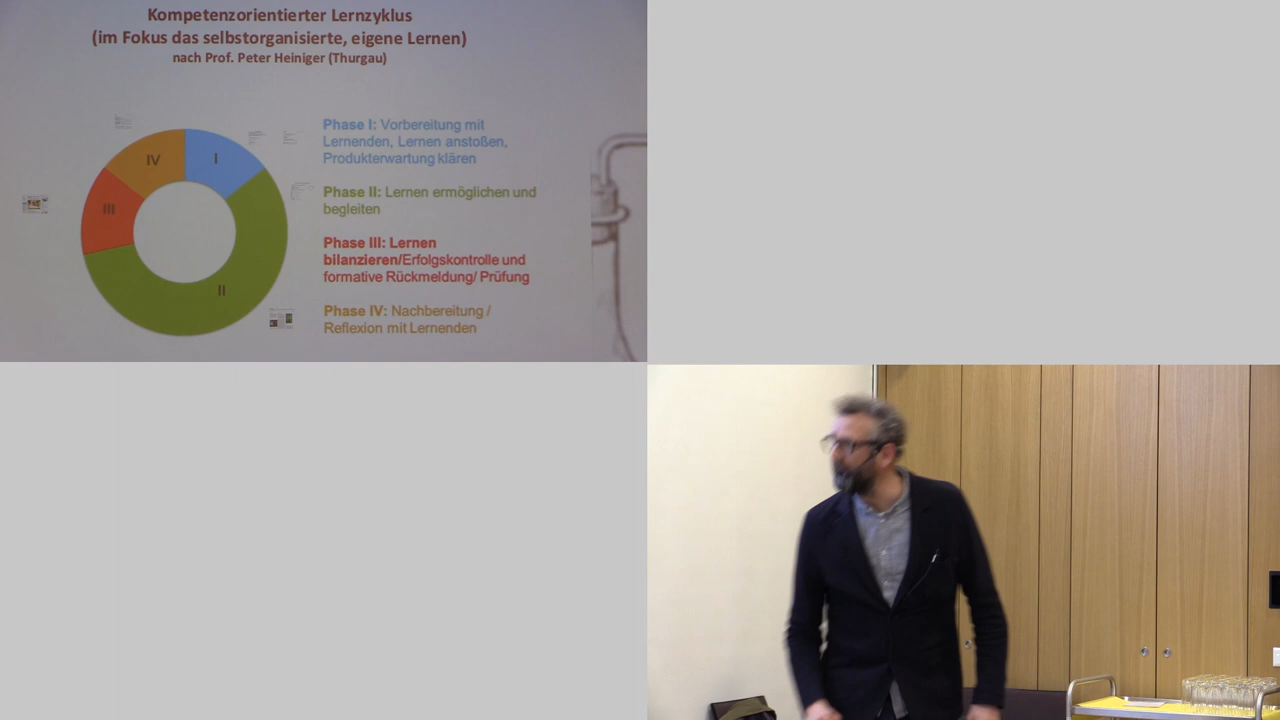 Kompetenzorientierter Lernzyklus
(im Fokus das selbstorganisierte, eigene Lernen)
nach Prof. Peter Heiniger (Thurgau)
I
II
III
IV
Phase I: Vorbereitung mit
Lernenden, Lernen anstoßen,
Produkterwartung klären
Phase II: Lernen ermöglichen und
begleiten
Phase III: Lernen
bilanzieren/Erfolgskontrolle und
formative Rückmeldung/ Prüfung
Phase IV: Nachbereitung /
Reflexion mit Lernenden